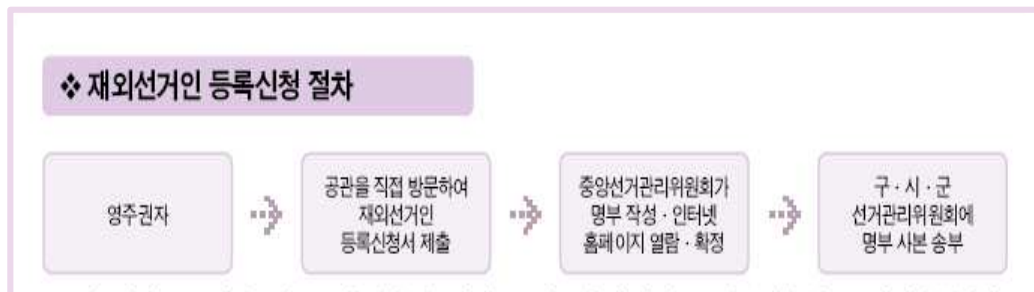 ❖ 재외선거인 등록신청 절차
영주권자
공관을 직접 방문하여
재외선거인
등록신청서 제출
중앙선거관리위원회가
명부 작성 · 인터넷
홈페이지 열람 · 확정
구 · 시 · 군
선거관리위원회에
명부 사본 송부